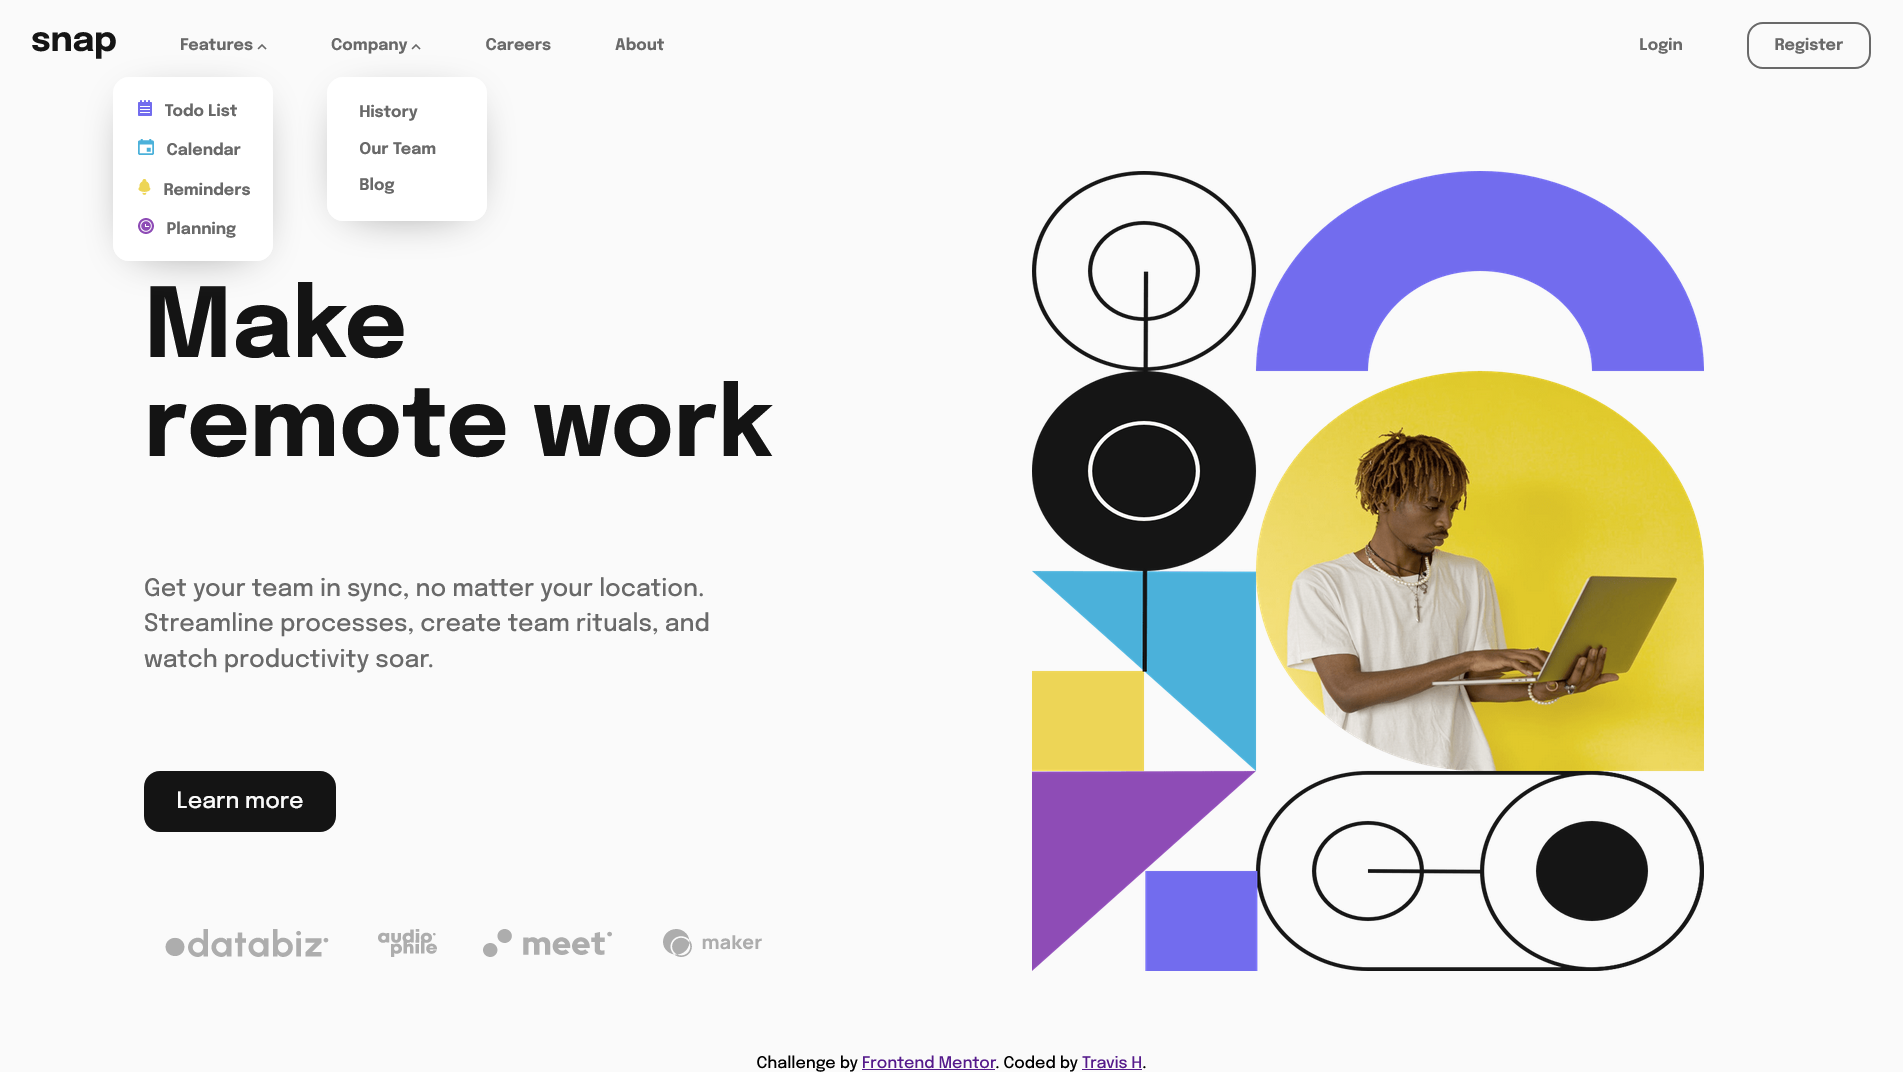 snap
Features
Company
Careers
About
Login
Register
Todo List
Calendar
Reminders
Planning
History
Our Team
Blog
Make
remote work
Get your team in sync, no matter your location.
Streamline processes, create team rituals, and
watch productivity soar.
Learn more
databiz
audio
phile
meet
maker
Challenge by Frontend Mentor. Coded by Travis H.